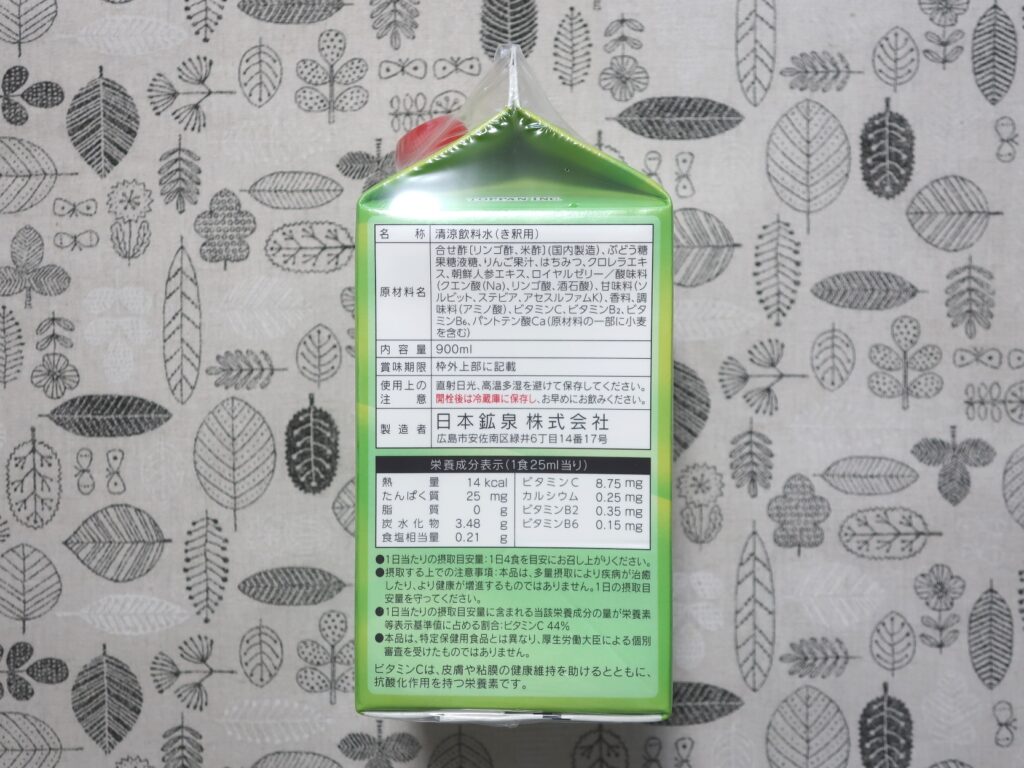 TOPPANJNC
名 称 清涼飲料水(き釈用)
原材料名 合せ酢〔リンゴ酢、米酢〕(国内製造)、ぶどう糖
果糖液糖、りんご果汁、はちみつ、クロレラエキ
ス、朝鮮人参エキス、ロイヤルゼリー/酸味料
(クエン酸(Na)、リンゴ酸、酒石酸)、甘味料(ソ
ルビット、ステビア、アセスルファムK)、香料、調
味料(アミノ酸)、ビタミンC、ビタミンB₂、ビタ
ミンB₆、パントテン酸Ca(原材料の一部に小麦
を含む)
内 容 量 900ml
賞味期限 枠外上部に記載
使用上の 直射日光、高温多湿を避けて保存してください。
注 意 開栓後は冷蔵庫に保存し、お早めにお飲みください。
製 造 者 日本鉱泉 株式会社
広島市安佐南区緑井6丁目14番17号
栄養成分表示(1食25ml当り)
熱 量 14 kcal ビタミンC 8.75 mg
たんぱく質 25 mg カルシウム 0.25 mg
脂 質 0 g ビタミンB2 0.35 mg
炭水化物 3.48 g ビタミンB6 0.15 mg
食塩相当量 0.21 g
●1日当たりの摂取目安量:1日4食を目安にお召し上がりください。
●摂取する上での注意事項:本品は、多量摂取により疾病が治癒
したり、より健康が増進するものではありません。1日の摂取目
安量を守ってください。
●1日当たりの摂取目安量に含まれる当該栄養成分の量が栄養素
等表示基準値に占める割合:ビタミンC 44%
●本品は、特定保健用食品とは異なり、厚生労働大臣による個別
審査を受けたものではありません。
ビタミンCは、皮膚や粘膜の健康維持を助けるとともに、
抗酸化作用を持つ栄養素です。